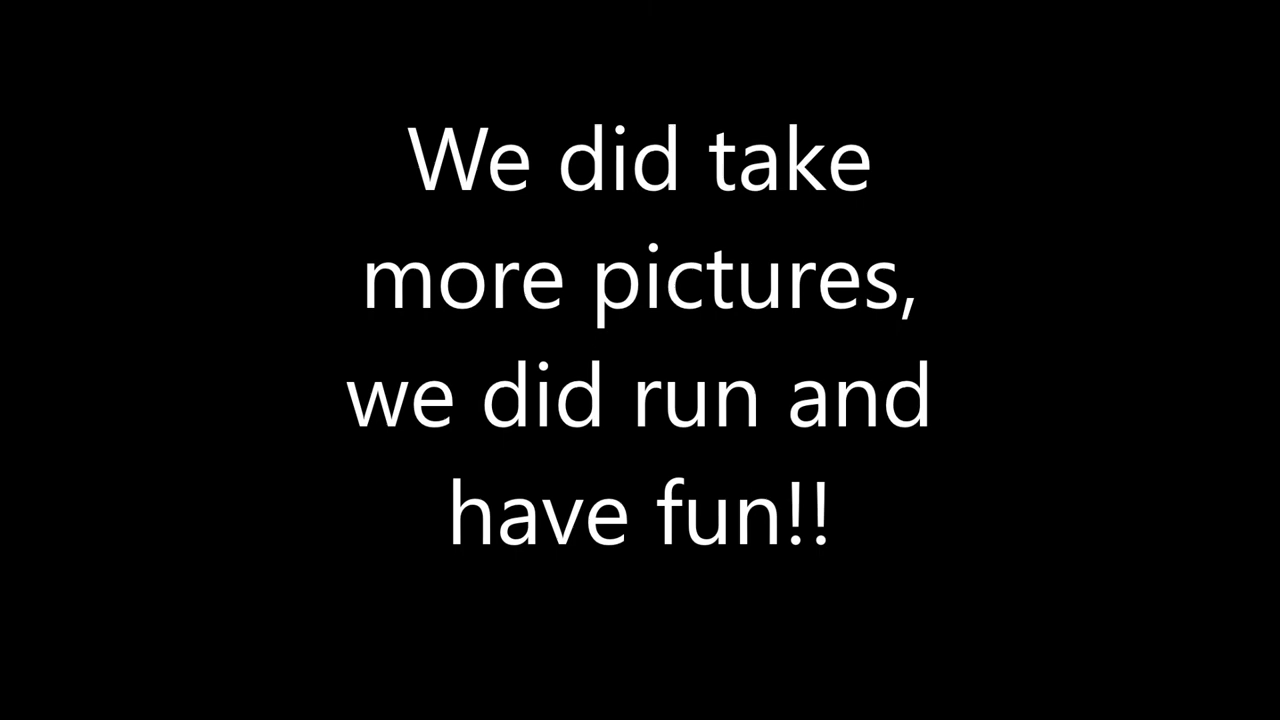 We did take
more pictures,
we did run and
have fun!!